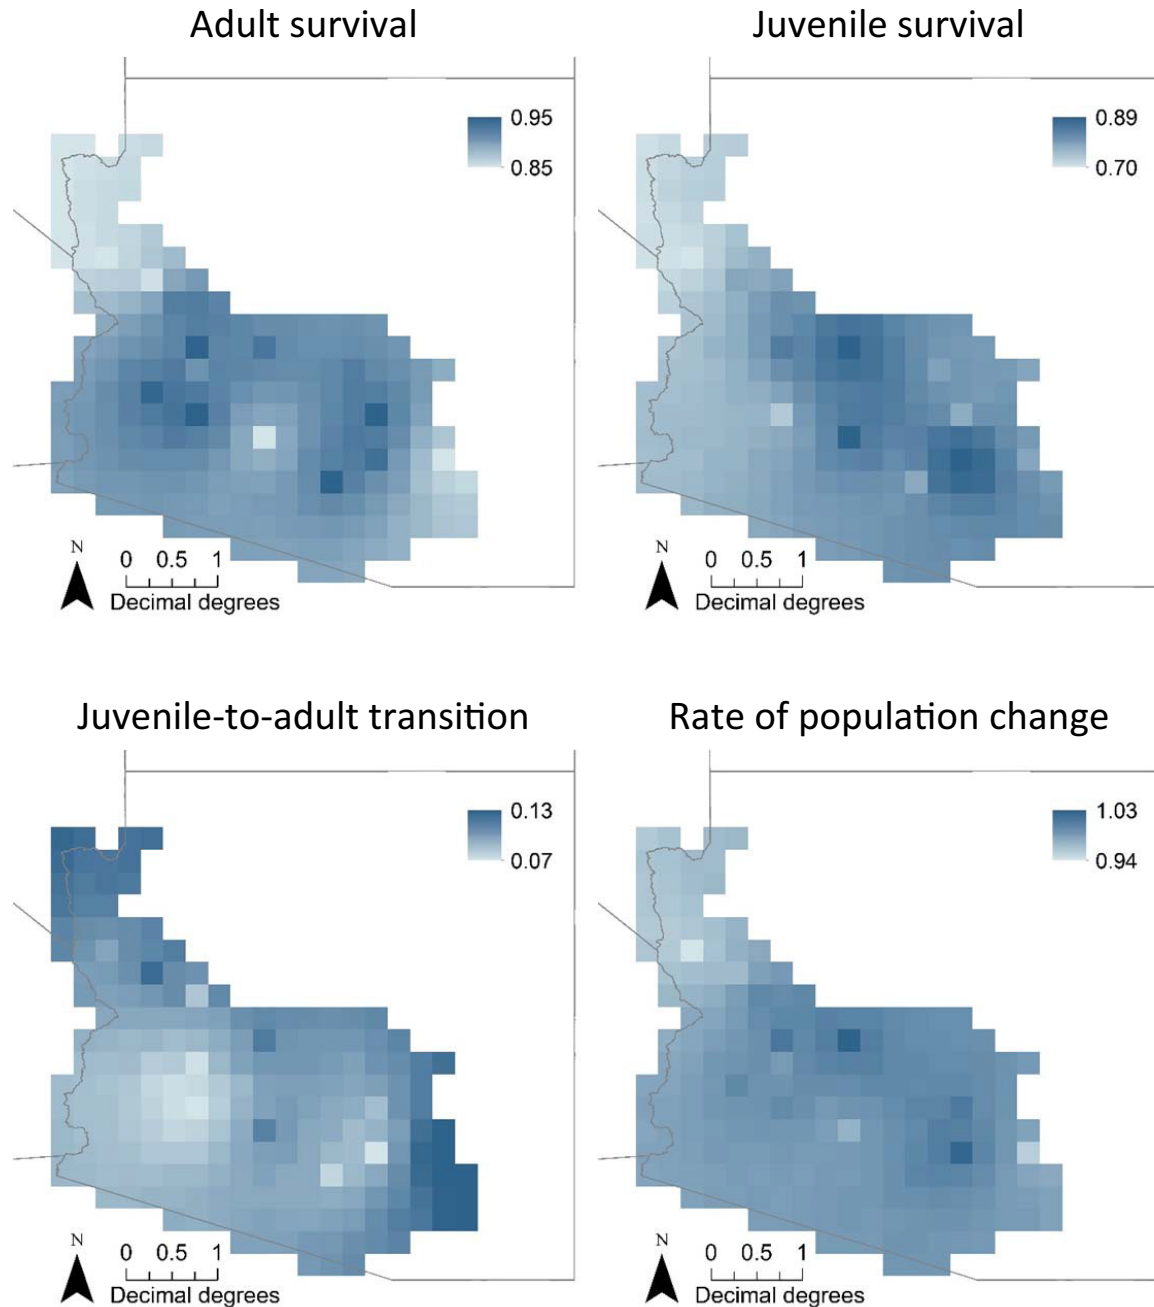 Adult survival
Juvenile survival
0.95
0.85
0.89
0.70
N
0 0.5 1
Decimal degrees
N
0 0.5 1
Decimal degrees
Juvenile-to-adult transition
Rate of population change
0.13
0.07
1.03
0.94
N
0 0.5 1
Decimal degrees
N
0 0.5 1
Decimal degrees